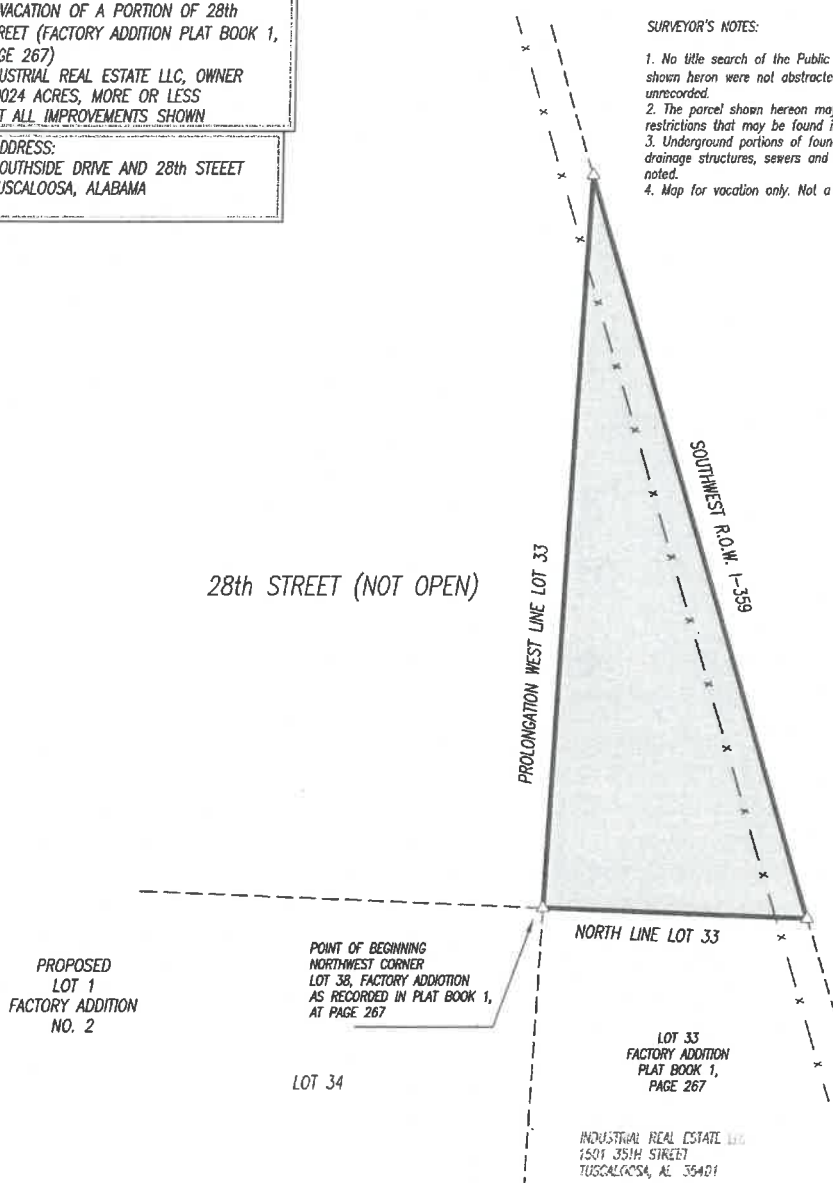 VACATION OF A PORTION OF 28th
REET (FACTORY ADDITION PLAT BOOK 1,
GE 267)
USTRIAL REAL ESTATE LLC, OWNER
024 ACRES, MORE OR LESS
T ALL IMPROVEMENTS SHOWN
DDRESS:
OUTHSIDE DRIVE AND 28th STEEET
USCALOOSA, ALABAMA
SURVEYOR'S NOTES:
1. No title search of the Public
shown heron were not abstracte
unrecorded.
2. The parcel shown hereon may
restrictions that may be found i
3. Underground portions of foun
drainage structures, sewers and
noted.
4. Map for vacation only. Not a
SOUTHWEST R.O.W. I-359
28th STREET (NOT OPEN)
PROLONGATION WEST LINE LOT 33
NORTH LINE LOT 33
POINT OF BEGINNING
NORTHWEST CORNER
LOT 38, FACTORY ADDIOTION
AS RECORDED IN PLAT BOOK 1,
AT PAGE 267
PROPOSED
LOT 1
FACTORY ADDITION
NO. 2
LOT 34
LOT 33
FACTORY ADDITION
PLAT BOOK 1,
PAGE 267
INDUSTRIAL REAL ESTATE LLC
1501 35TH STREET
TUSCALOOSA, AL 35401